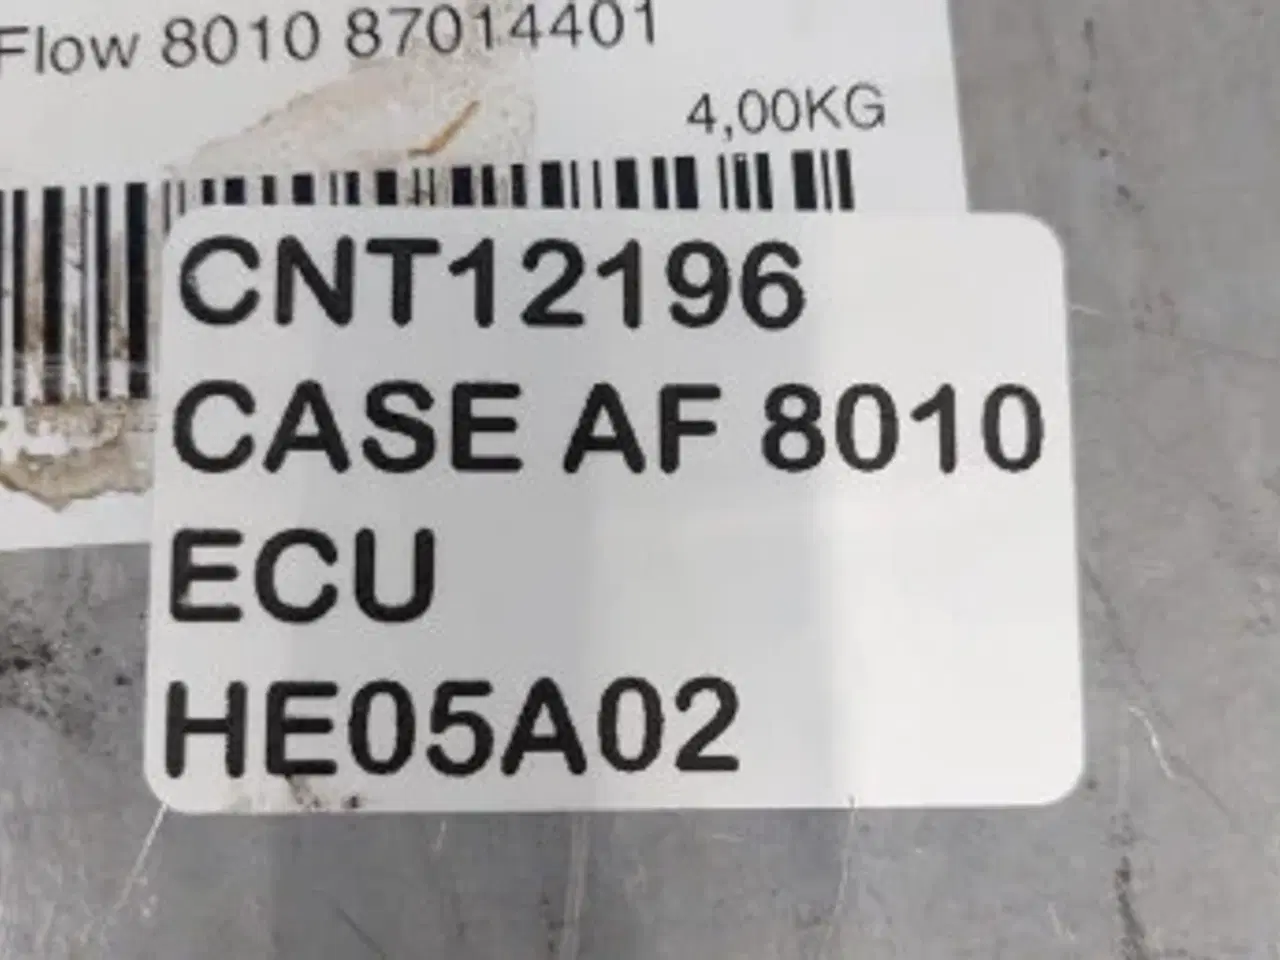 Flow 8010 87014401
4,00KG
CNT12196
CASE AF 8010
ECU
HE05A02